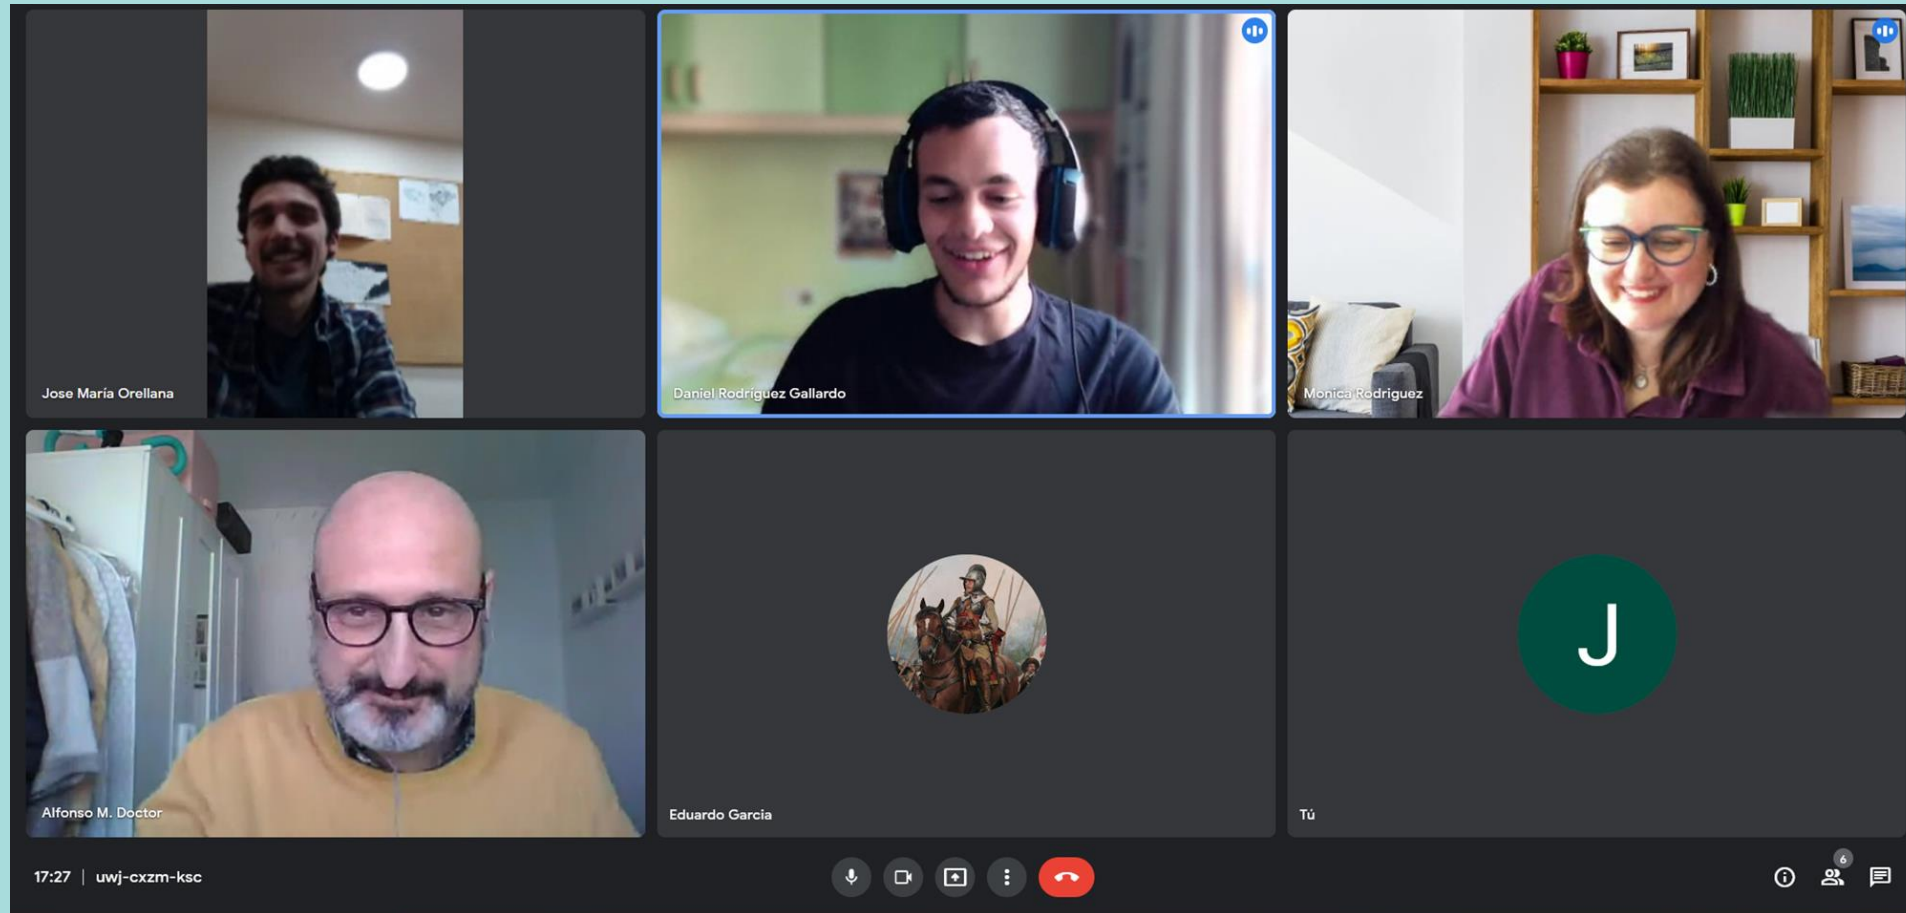 Jose María Orellana
Daniel Rodríguez Gallardo
Monica Rodriguez
Alfonso M. Doctor
Eduardo Garcia
J
Tú
17:27 | uwj-cxzm-ksc
6